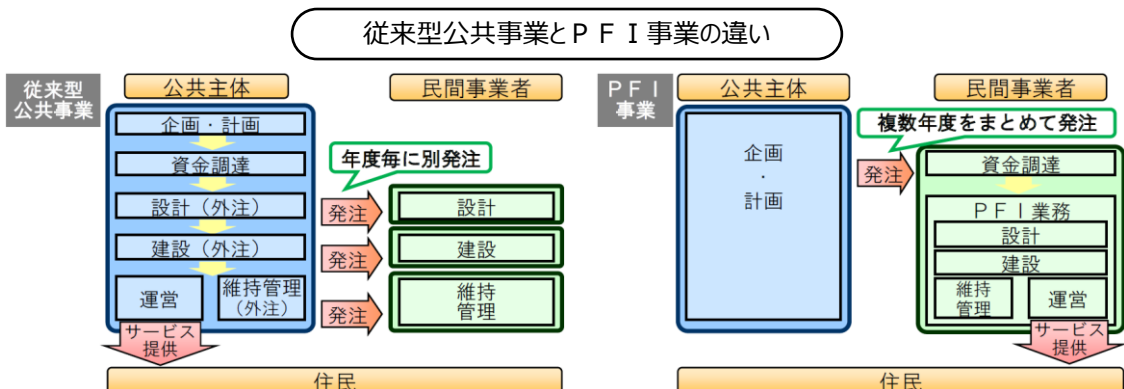 従来型公共事業とＰＦＩ事業の違い
従来型
公共事業
公共主体
民間事業者
企画・計画
資金調達
設計（外注）
建設（外注）
運営
維持管理
（外注）
年度毎に別発注
発注
設計
発注
建設
発注
維持
管理
サービス
提供
住民
ＰＦＩ
事業
公共主体
民間事業者
企画
・
計画
複数年度をまとめて発注
発注
資金調達
ＰＦＩ業務
設計
建設
維持
管理
運営
サービス
提供
住民